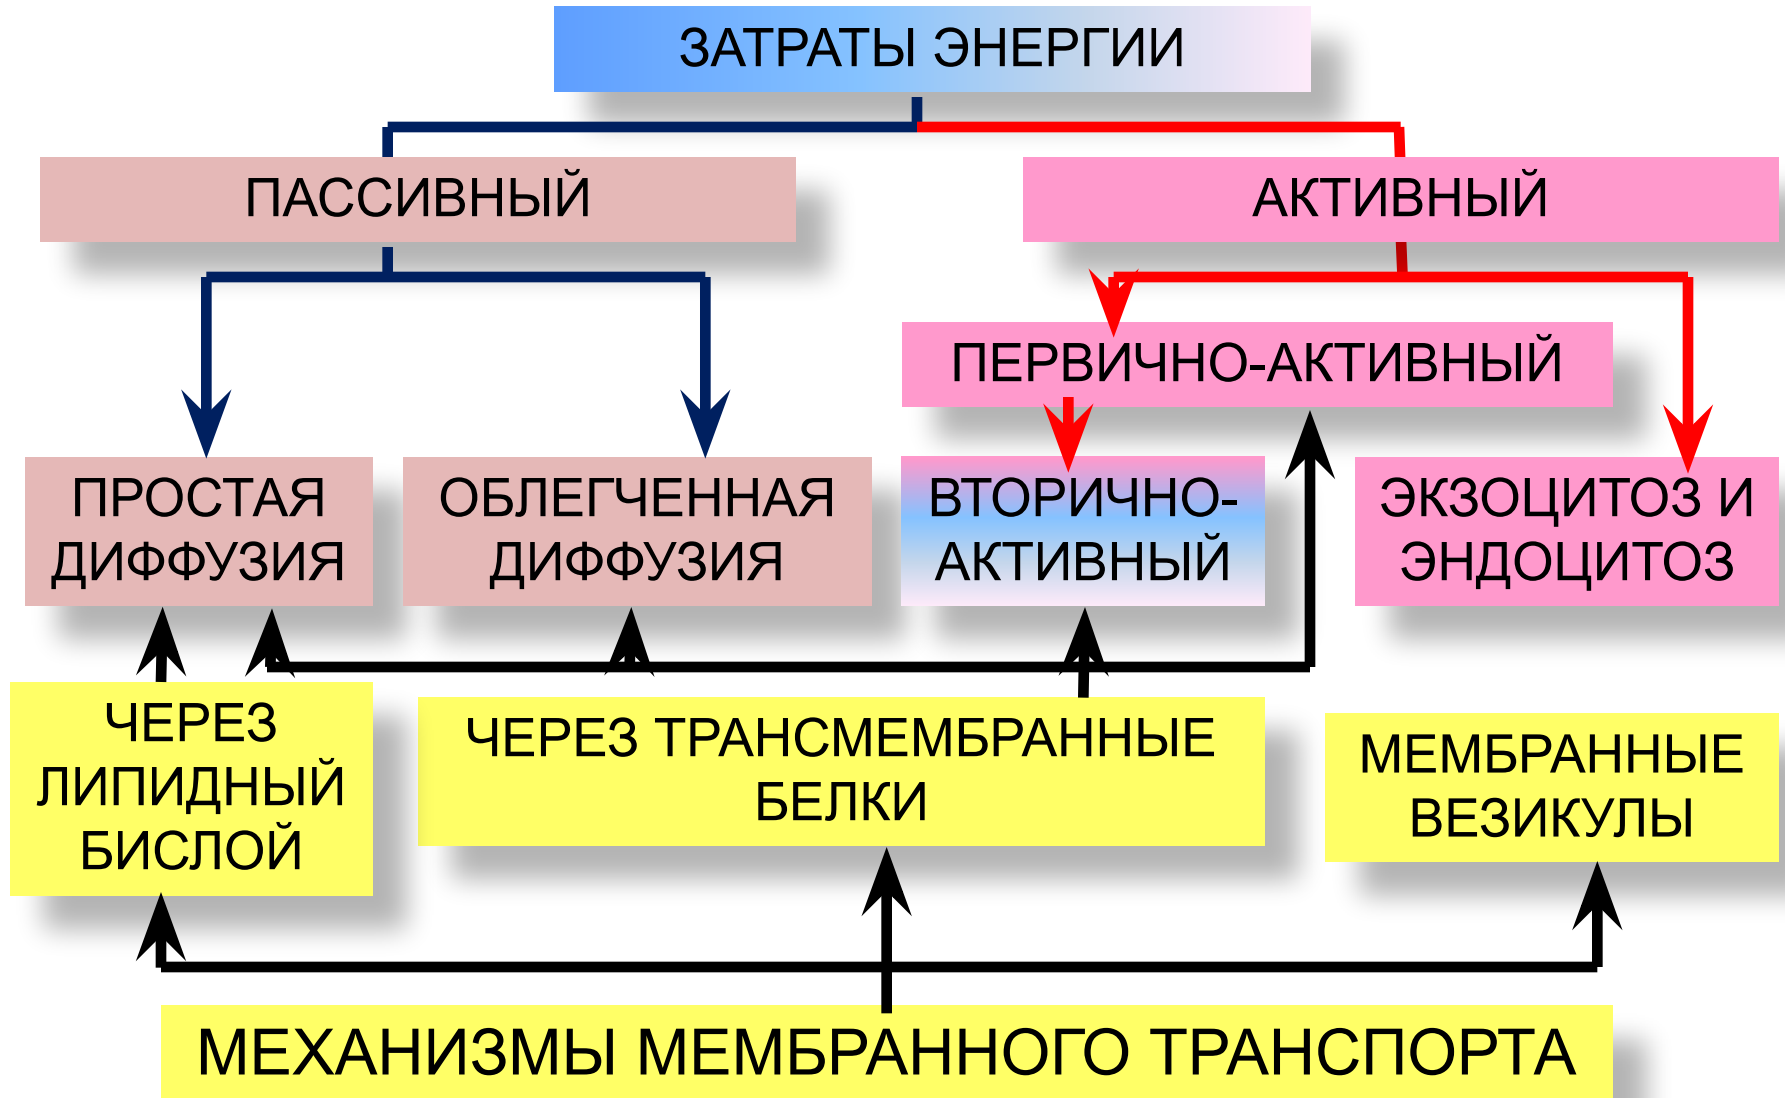 ЗАТРАТЫ ЭНЕРГИИ
ПАССИВНЫЙ
АКТИВНЫЙ
ПЕРВИЧНО-АКТИВНЫЙ
ПРОСТАЯ
ДИФФУЗИЯ
ОБЛЕГЧЕННАЯ
ДИФФУЗИЯ
ВТОРИЧНО-
АКТИВНЫЙ
ЭКЗОЦИТОЗ И
ЭНДОЦИТОЗ
ЧЕРЕЗ
ЛИПИДНЫЙ
БИСЛОЙ
ЧЕРЕЗ ТРАНСМЕМБРАННЫЕ
БЕЛКИ
МЕМБРАННЫЕ
ВЕЗИКУЛЫ
МЕХАНИЗМЫ МЕМБРАННОГО ТРАНСПОРТА